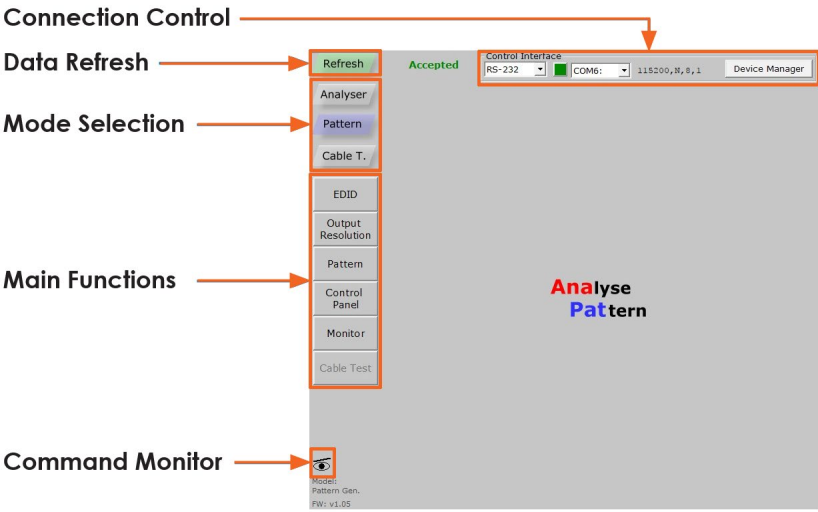 Connection Control
Data Refresh
Refresh
Accepted
Control Interface
RS-232
COM6:
115200,N,8,1
Device Manager
Mode Selection
Analyser
Pattern
Cable T.
Main Functions
EDID
Output
Resolution
Pattern
Control
Panel
Monitor
Cable Test
Analyse
Pattern
Command Monitor
Model:
Pattern Gen.
FW: v1.05